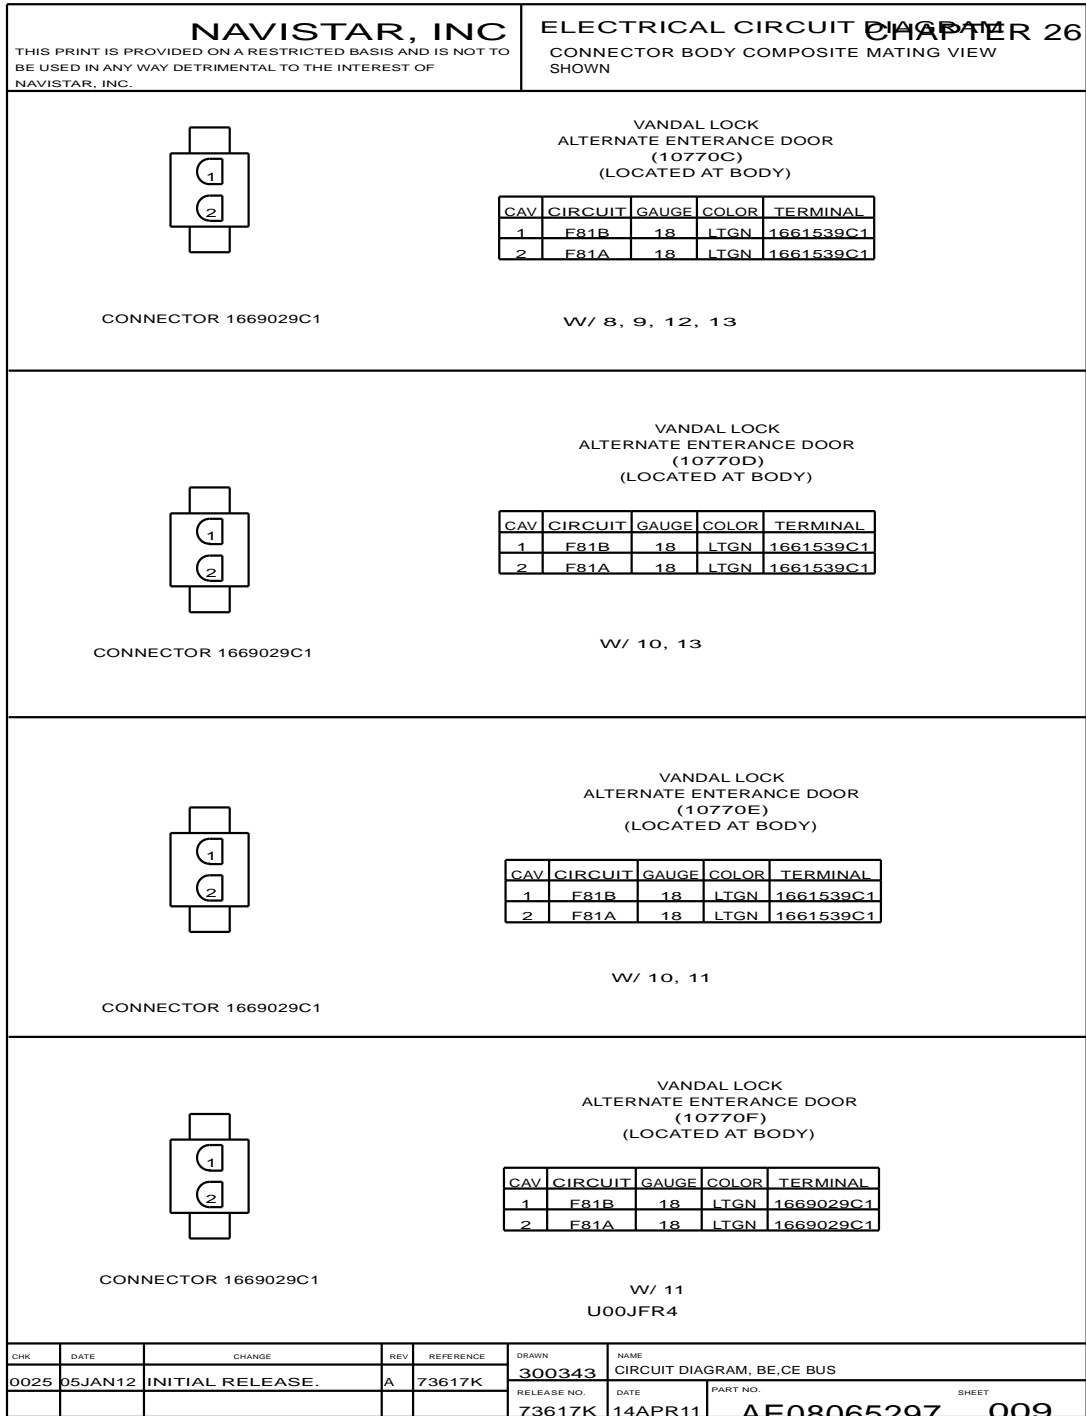 NAVISTAR, INC
THIS PRINT IS PROVIDED ON A RESTRICTED BASIS AND IS NOT TO
BE USED IN ANY WAY DETRIMENTAL TO THE INTEREST OF
NAVISTAR, INC.
ELECTRICAL CIRCUIT DIAGRAM
CHAPTER 26
CONNECTOR BODY COMPOSITE MATING VIEW
SHOWN
1
2
CONNECTOR 1669029C1
VANDAL LOCK
ALTERNATE ENTERANCE DOOR
(10770C)
(LOCATED AT BODY)
CAV CIRCUIT GAUGE COLOR TERMINAL
1 F81B 18 LTGN 1661539C1
2 F81A 18 LTGN 1661539C1
W/ 8, 9, 12, 13
1
2
CONNECTOR 1669029C1
VANDAL LOCK
ALTERNATE ENTERANCE DOOR
(10770D)
(LOCATED AT BODY)
CAV CIRCUIT GAUGE COLOR TERMINAL
1 F81B 18 LTGN 1661539C1
2 F81A 18 LTGN 1661539C1
W/ 10, 13
1
2
CONNECTOR 1669029C1
VANDAL LOCK
ALTERNATE ENTERANCE DOOR
(10770E)
(LOCATED AT BODY)
CAV CIRCUIT GAUGE COLOR TERMINAL
1 F81B 18 LTGN 1661539C1
2 F81A 18 LTGN 1661539C1
W/ 10, 11
1
2
CONNECTOR 1669029C1
VANDAL LOCK
ALTERNATE ENTERANCE DOOR
(10770F)
(LOCATED AT BODY)
CAV CIRCUIT GAUGE COLOR TERMINAL
1 F81B 18 LTGN 1669029C1
2 F81A 18 LTGN 1669029C1
W/ 11
U00JFR4
CHK DATE CHANGE REV REFERENCE
0025 05JAN12 INITIAL RELEASE. A 73617K
DRAWN
300343
NAME
CIRCUIT DIAGRAM, BE,CE BUS
RELEASE NO.
73617K
DATE
14APR11
PART NO.
AE08065297
SHEET
009